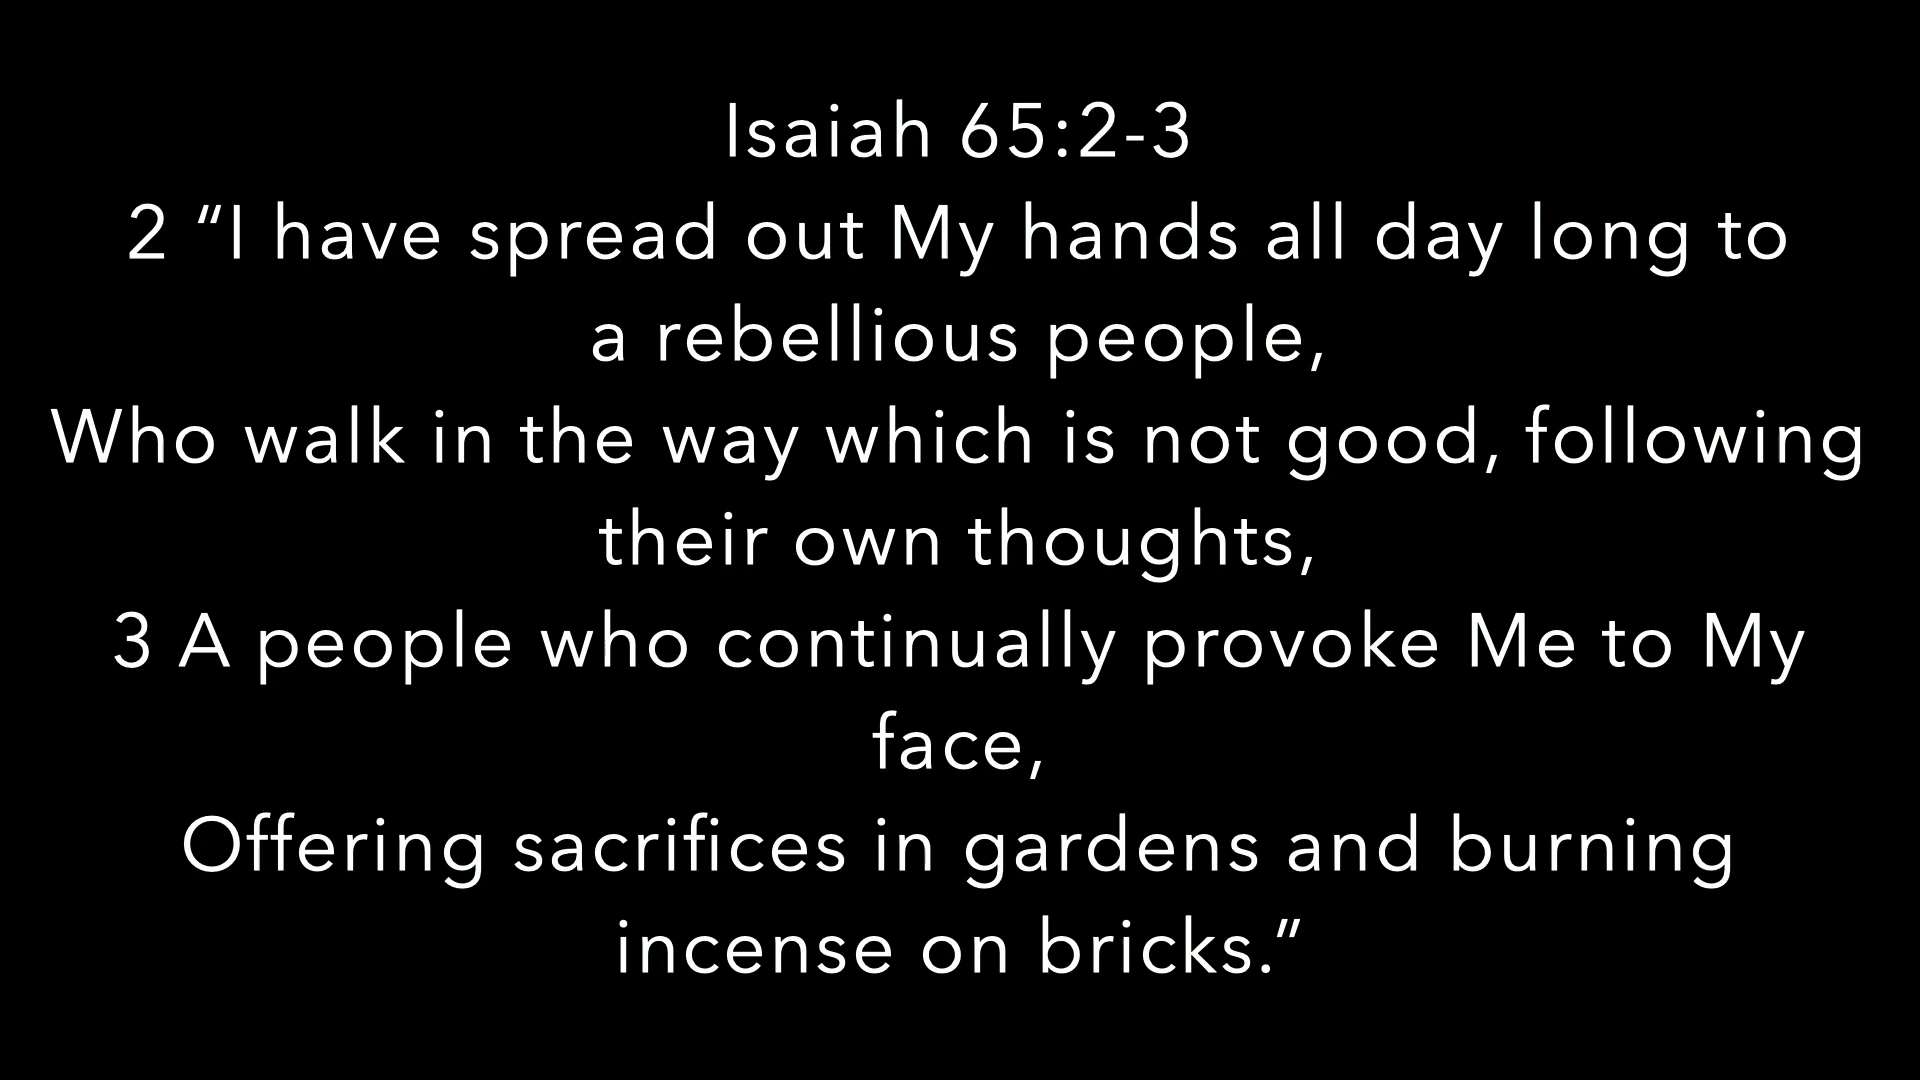 Isaiah 65:2-3
2 “I have spread out My hands all day long to
a rebellious people,
Who walk in the way which is not good, following
their own thoughts,
3 A people who continually provoke Me to My
face,
Offering sacrifices in gardens and burning
incense on bricks.”